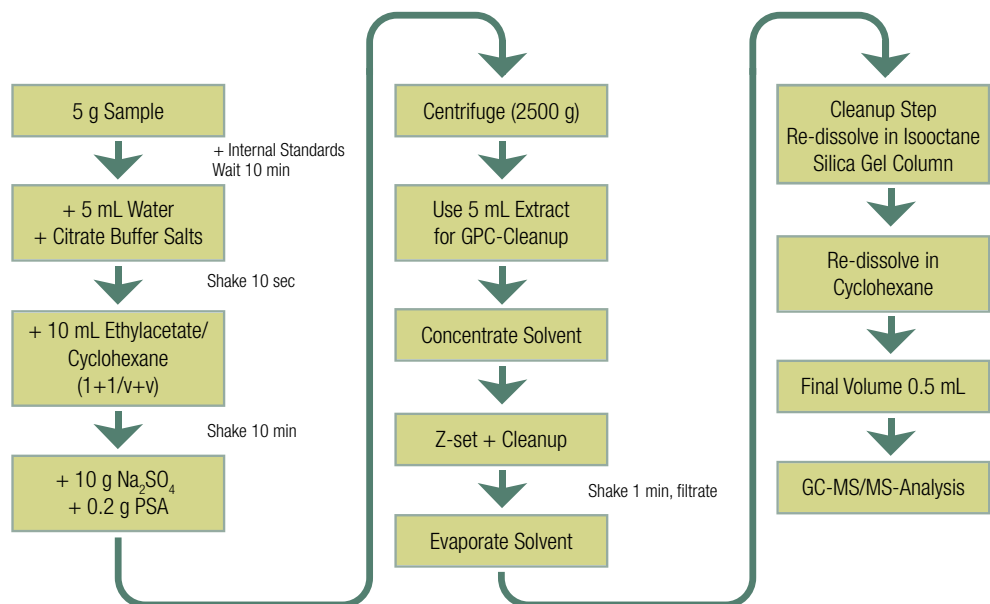 5 g Sample
+ Internal Standards
Wait 10 min
+ 5 mL Water
+ Citrate Buffer Salts
Shake 10 sec
+ 10 mL Ethylacetate/
Cyclohexane
(1+1/v+v)
Shake 10 min
+ 10 g Na₂SO₄
+ 0.2 g PSA
Centrifuge (2500 g)
Use 5 mL Extract
for GPC-Cleanup
Concentrate Solvent
Z-set + Cleanup
Shake 1 min, filtrate
Evaporate Solvent
Cleanup Step
Re-dissolve in Isooctane
Silica Gel Column
Re-dissolve in
Cyclohexane
Final Volume 0.5 mL
GC-MS/MS-Analysis